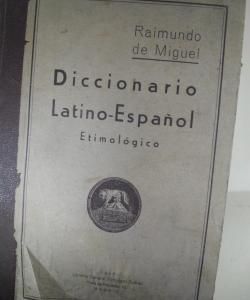 Raimundo
de Miguel
Diccionario
Latino-Español
Etimológico